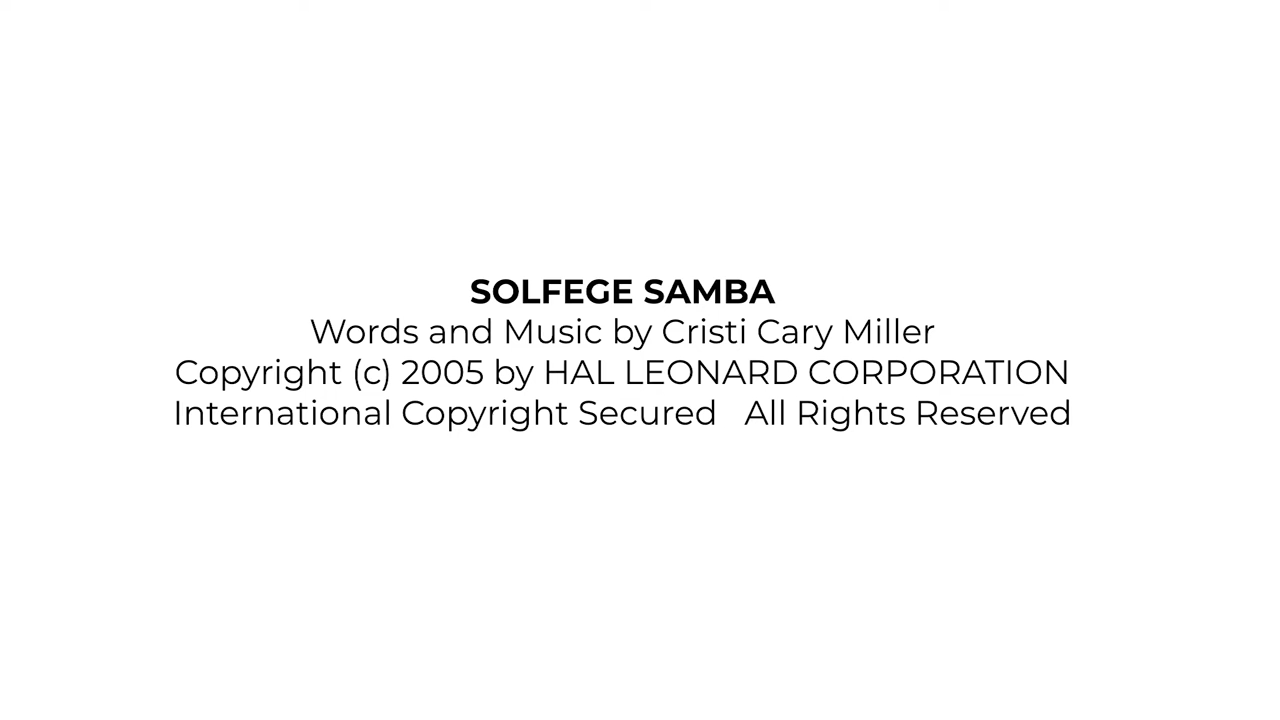 SOLFEGE SAMBA
Words and Music by Cristi Cary Miller
Copyright (c) 2005 by HAL LEONARD CORPORATION
International Copyright Secured   All Rights Reserved